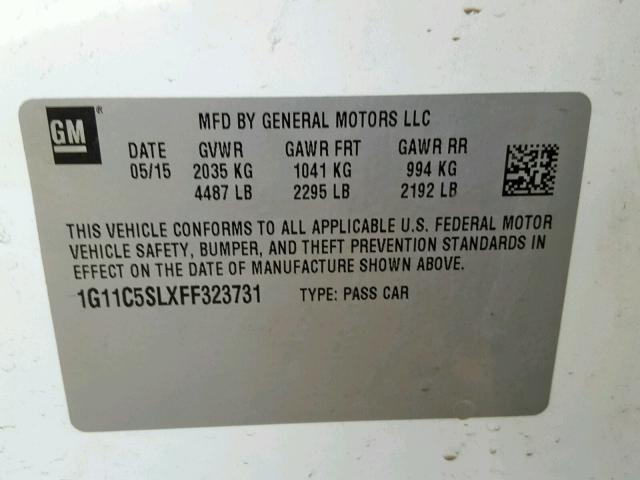 GM®
MFD BY GENERAL MOTORS LLC
DATE GVWR GAWR FRT GAWR RR
05/15 2035 KG 1041 KG 994 KG
4487 LB 2295 LB 2192 LB
THIS VEHICLE CONFORMS TO ALL APPLICABLE U.S. FEDERAL MOTOR
VEHICLE SAFETY, BUMPER, AND THEFT PREVENTION STANDARDS IN
EFFECT ON THE DATE OF MANUFACTURE SHOWN ABOVE.
1G11C5SLXFF323731 TYPE: PASS CAR